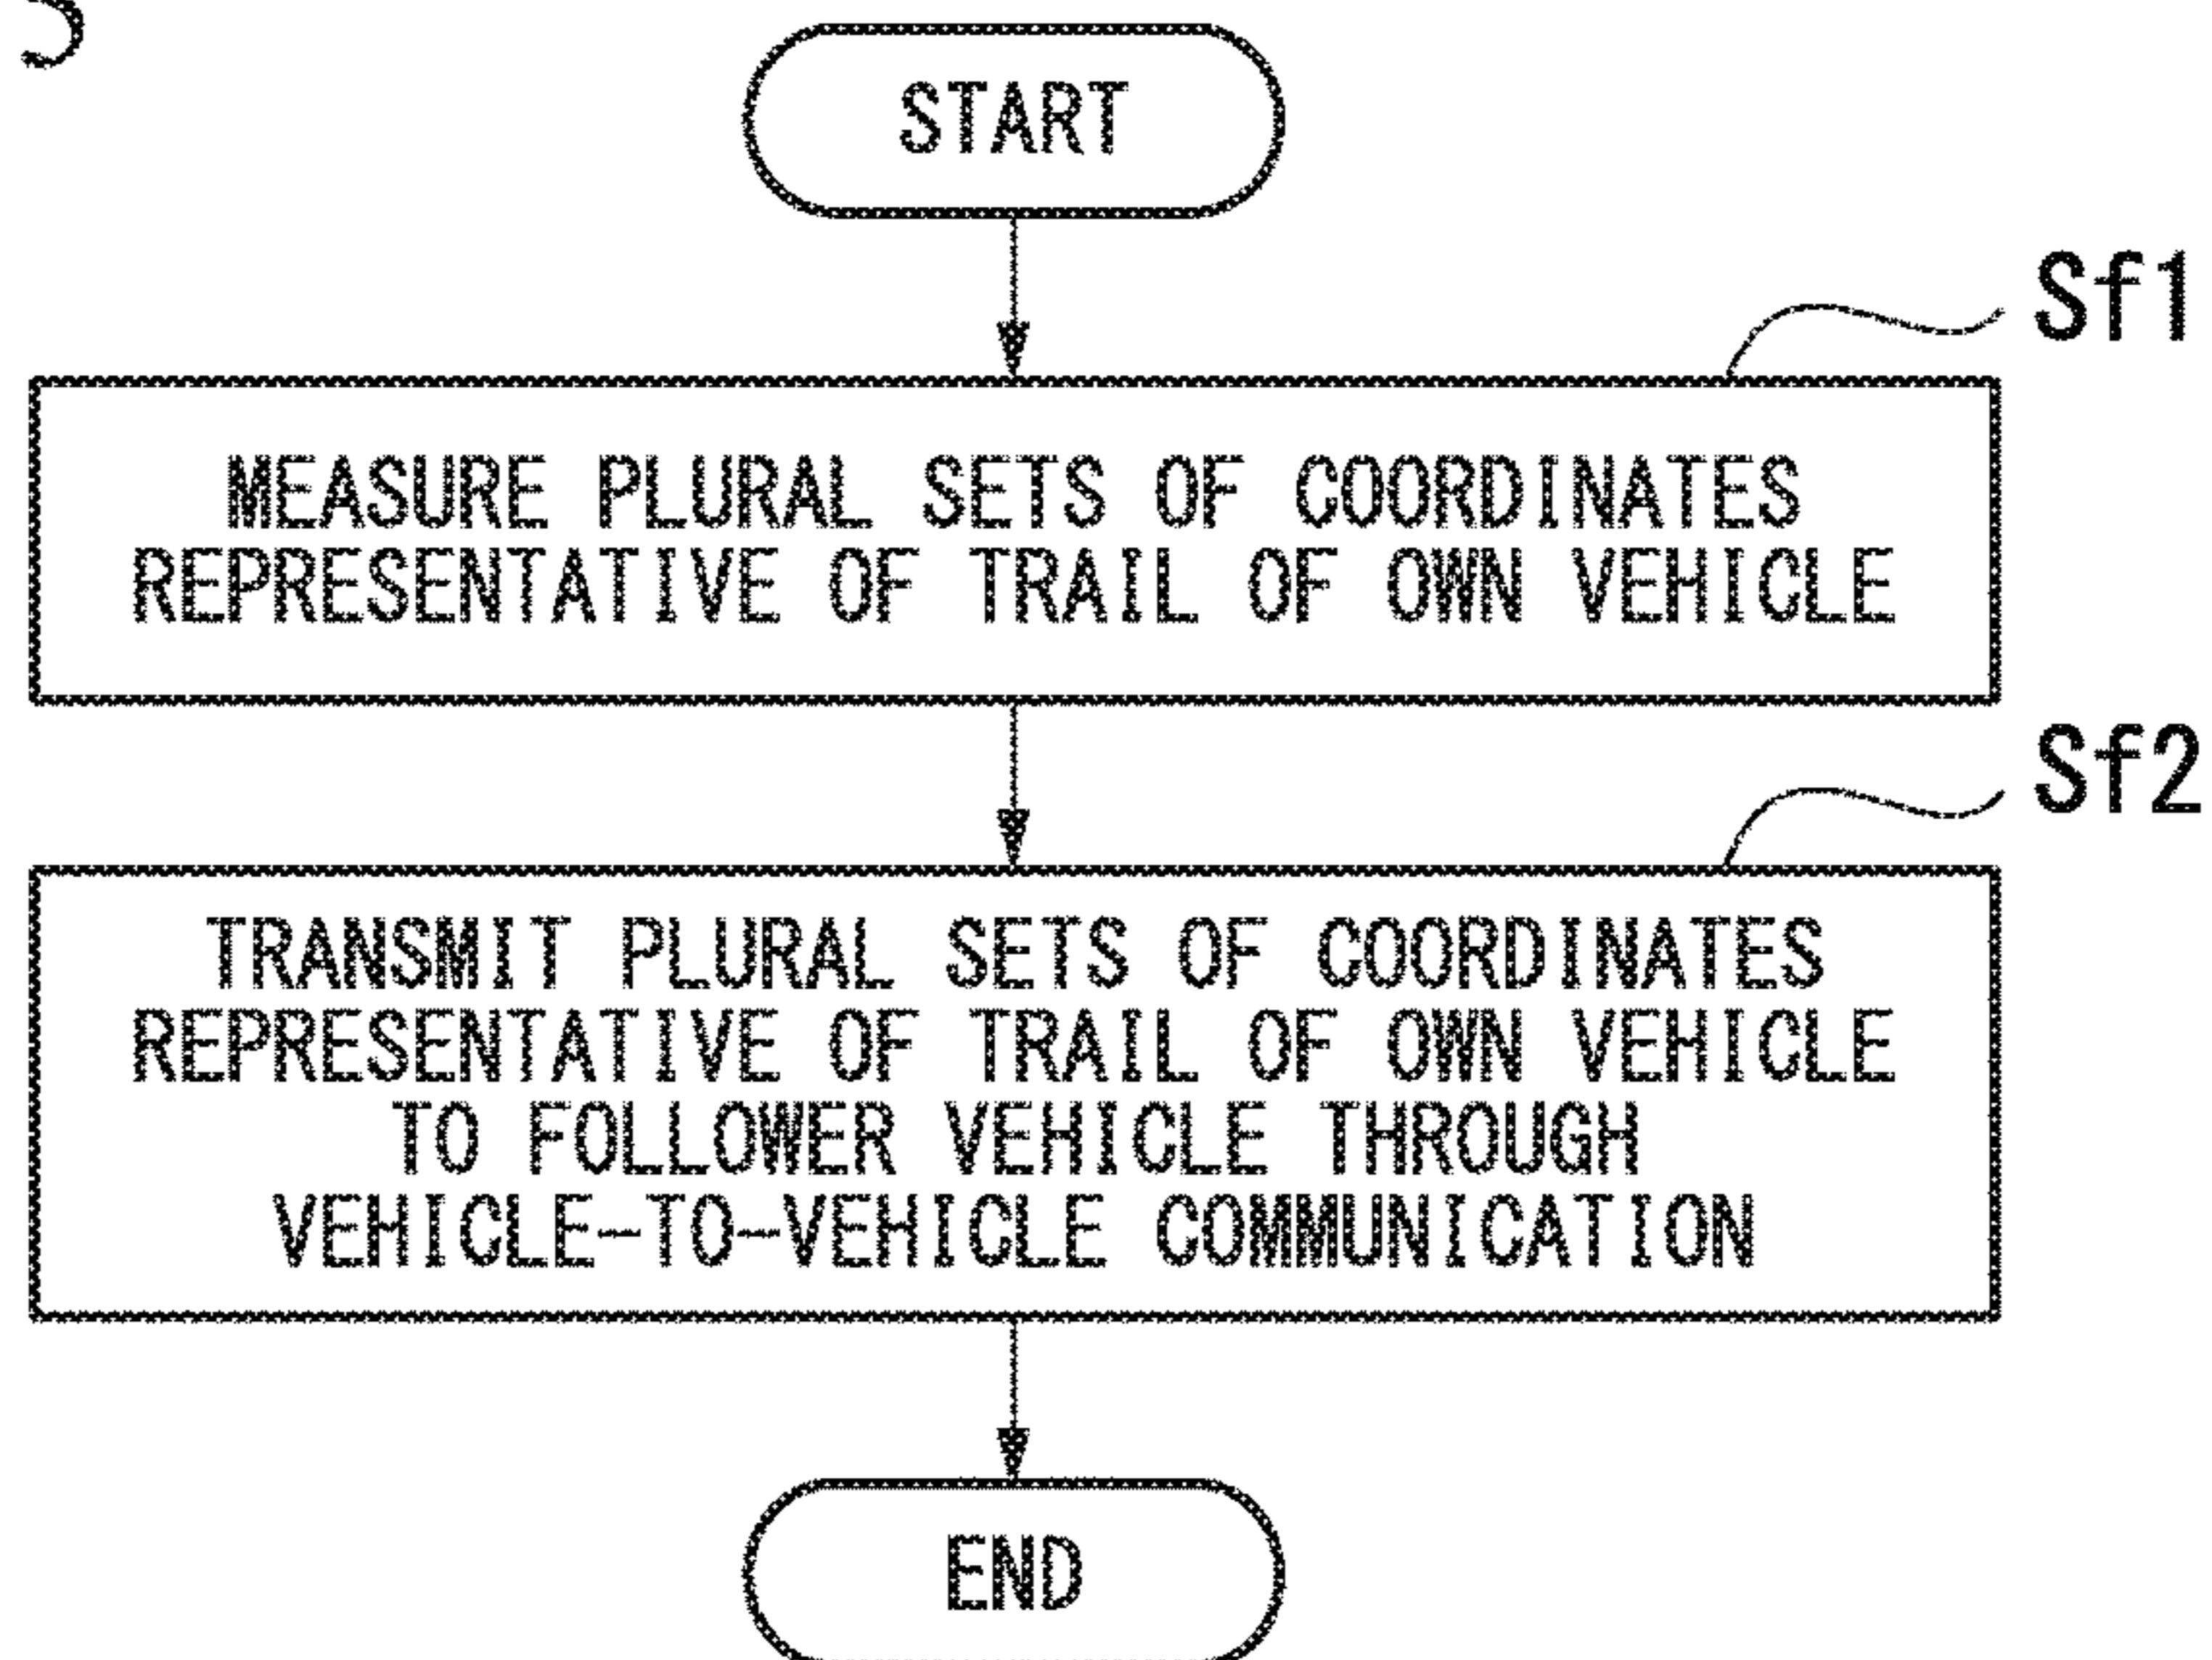 START
Sf1
MEASURE PLURAL SETS OF COORDINATES
REPRESENTATIVE OF TRAIL OF OWN VEHICLE
Sf2
TRANSMIT PLURAL SETS OF COORDINATES
REPRESENTATIVE OF TRAIL OF OWN VEHICLE
TO FOLLOWER VEHICLE THROUGH
VEHICLE-TO-VEHICLE COMMUNICATION
END